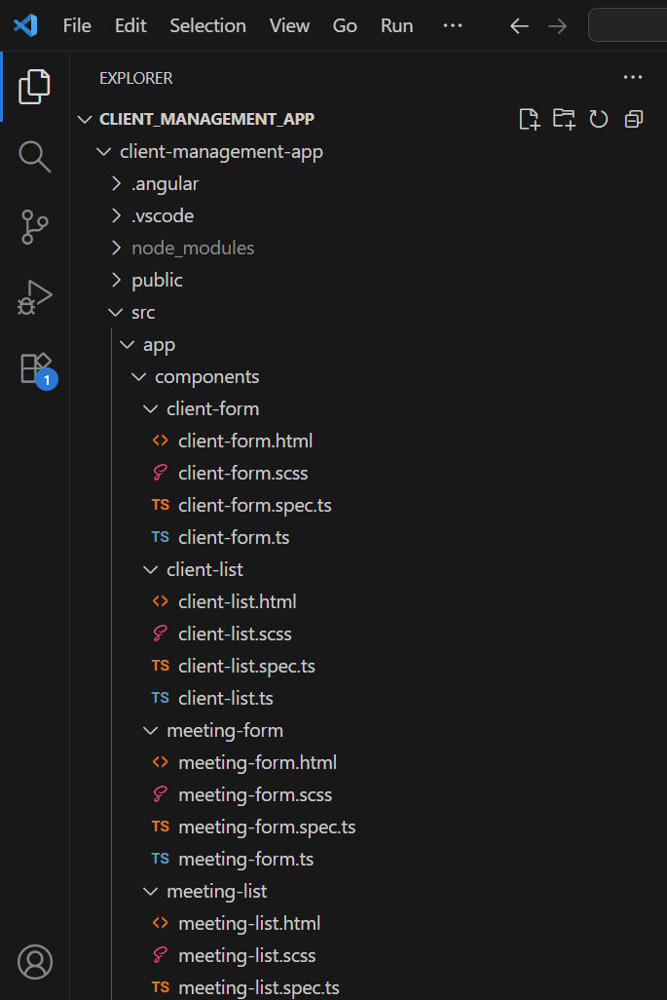 File Edit Selection View Go Run ···
EXPLORER ···
CLIENT_MANAGEMENT_APP
client-management-app
.angular
.vscode
node_modules
public
src
app
components
1
client-form
client-form.html
client-form.scss
TS client-form.spec.ts
TS client-form.ts
client-list
client-list.html
client-list.scss
TS client-list.spec.ts
TS client-list.ts
meeting-form
meeting-form.html
meeting-form.scss
TS meeting-form.spec.ts
TS meeting-form.ts
meeting-list
meeting-list.html
meeting-list.scss
TS meeting-list.spec.ts